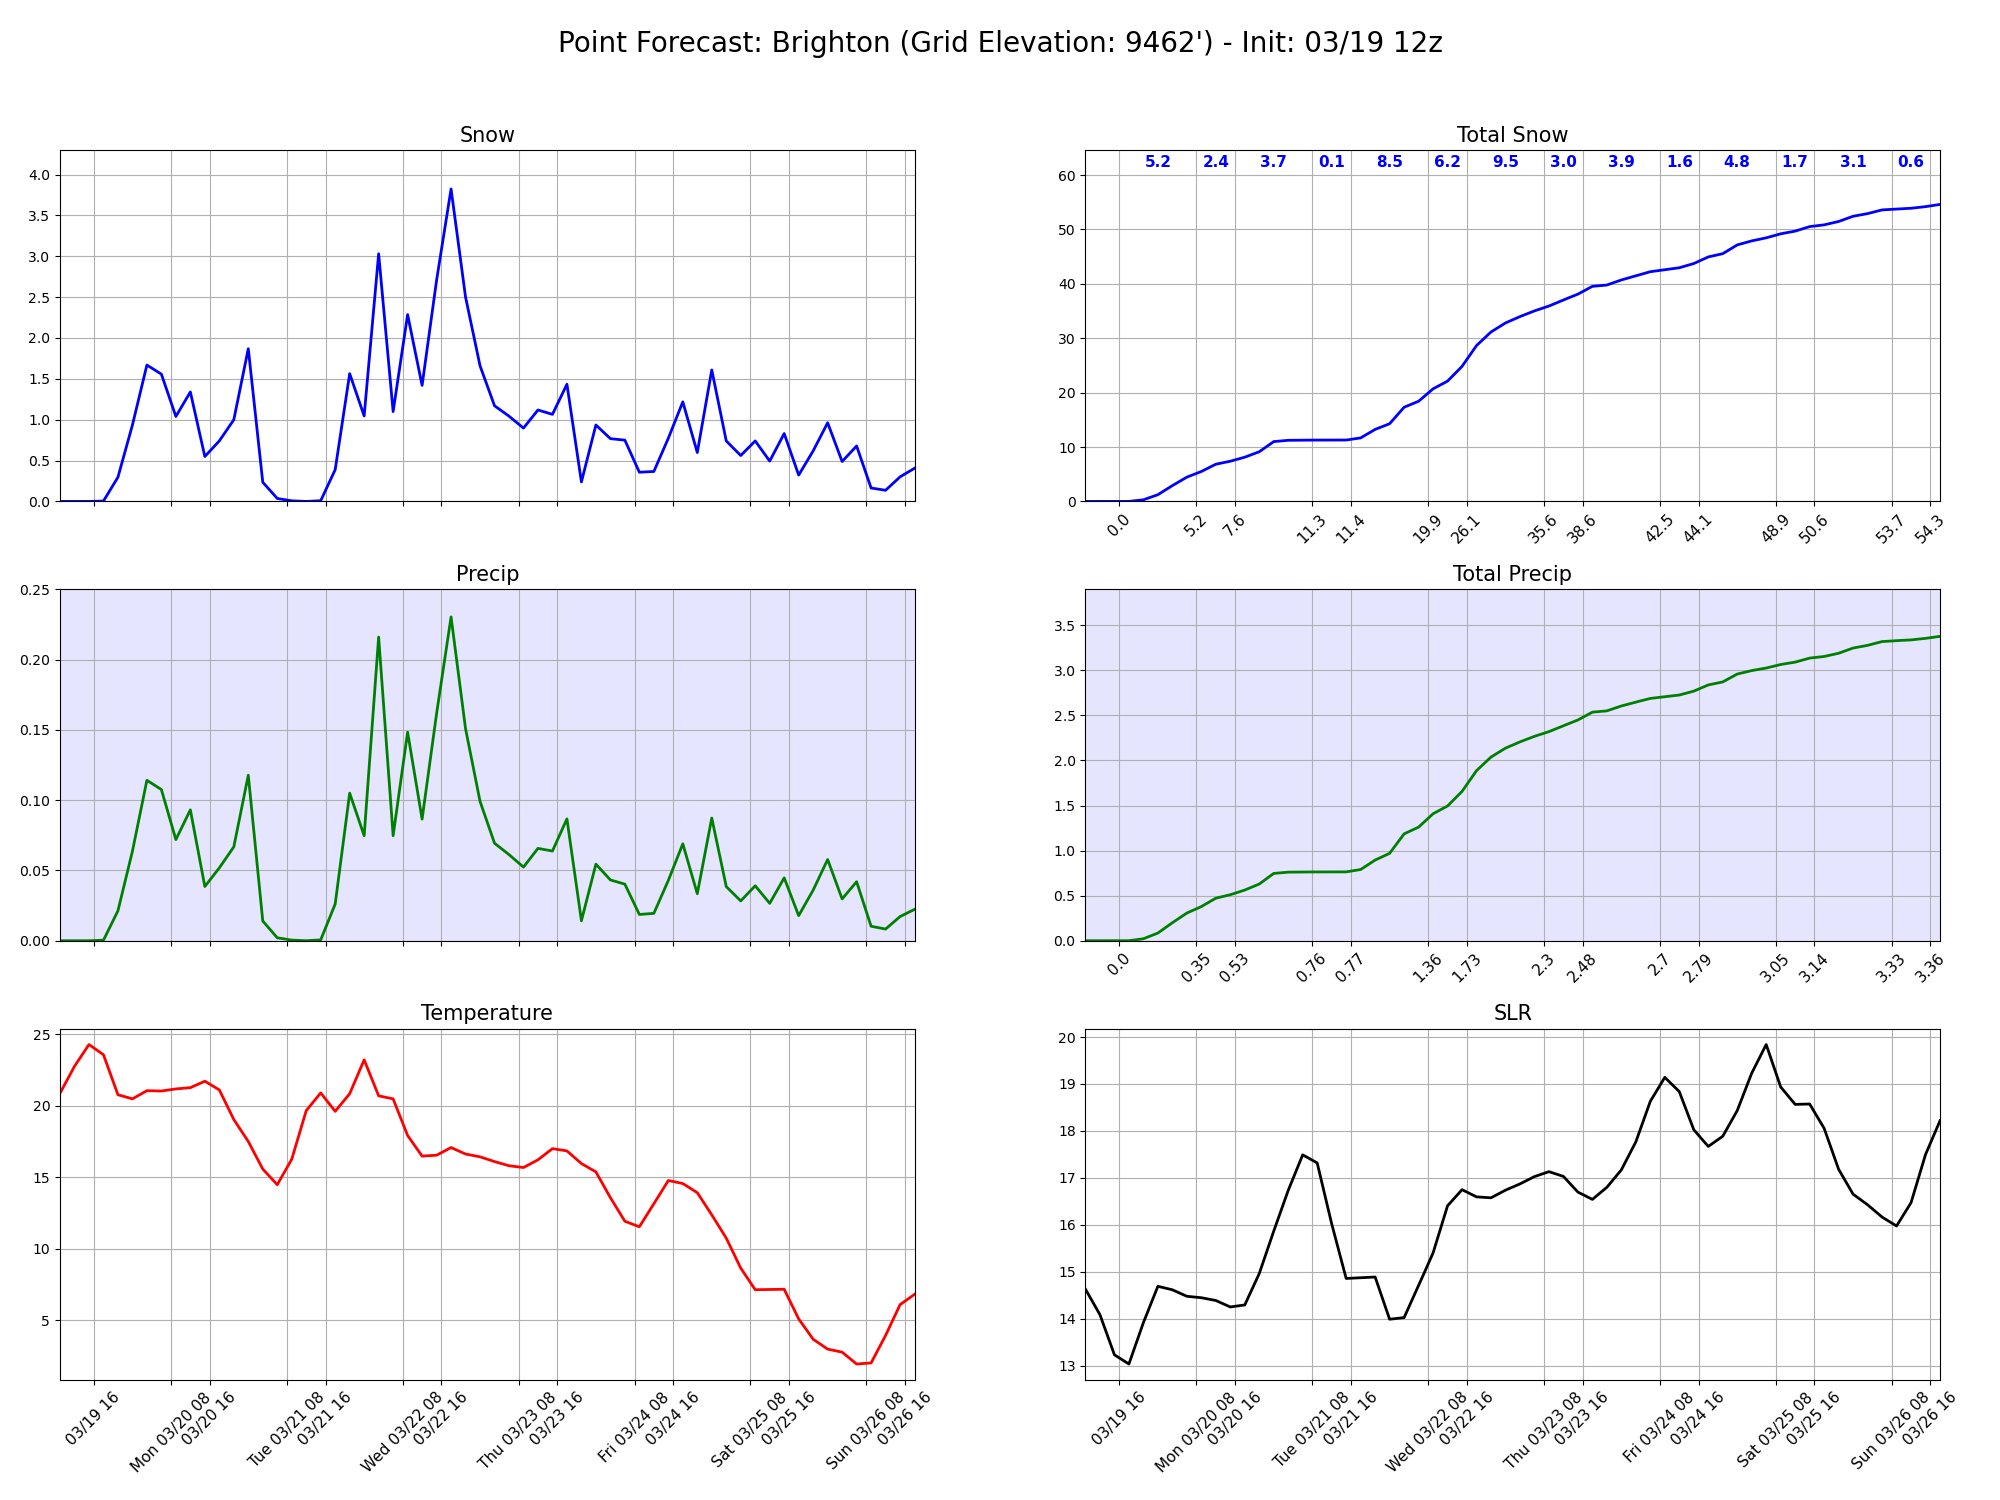 Point Forecast: Brighton (Grid Elevation: 9462') - Init: 03/19 12z
Snow
4.0
3.5
3.0
2.5
2.0
1.5
1.0
0.5
0.0
Total Snow
5.2 2.4 3.7 0.1 8.5 6.2 9.5 3.0 3.9 1.6 4.8 1.7 3.1 0.6
60
50
40
30
20
10
0
0.0 5.2 7.6 11.3 11.4 19.9 26.1 35.6 38.6 42.5 44.1 48.9 50.6 53.7 54.3
Precip
0.25
0.20
0.15
0.10
0.05
0.00
Total Precip
3.5
3.0
2.5
2.0
1.5
1.0
0.5
0.0
0.0 0.35 0.53 0.76 0.77 1.36 1.73 2.3 2.48 2.7 2.79 3.05 3.14 3.33 3.36
Temperature
25
20
15
10
5
03/19 16
Mon 03/20 08
03/20 16
Tue 03/21 08
03/21 16
Wed 03/22 08
03/22 16
Thu 03/23 08
03/23 16
Fri 03/24 08
03/24 16
Sat 03/25 08
03/25 16
Sun 03/26 08
03/26 16
SLR
20
19
18
17
16
15
14
13
03/19 16
Mon 03/20 08
03/20 16
Tue 03/21 08
03/21 16
Wed 03/22 08
03/22 16
Thu 03/23 08
03/23 16
Fri 03/24 08
03/24 16
Sat 03/25 08
03/25 16
Sun 03/26 08
03/26 16